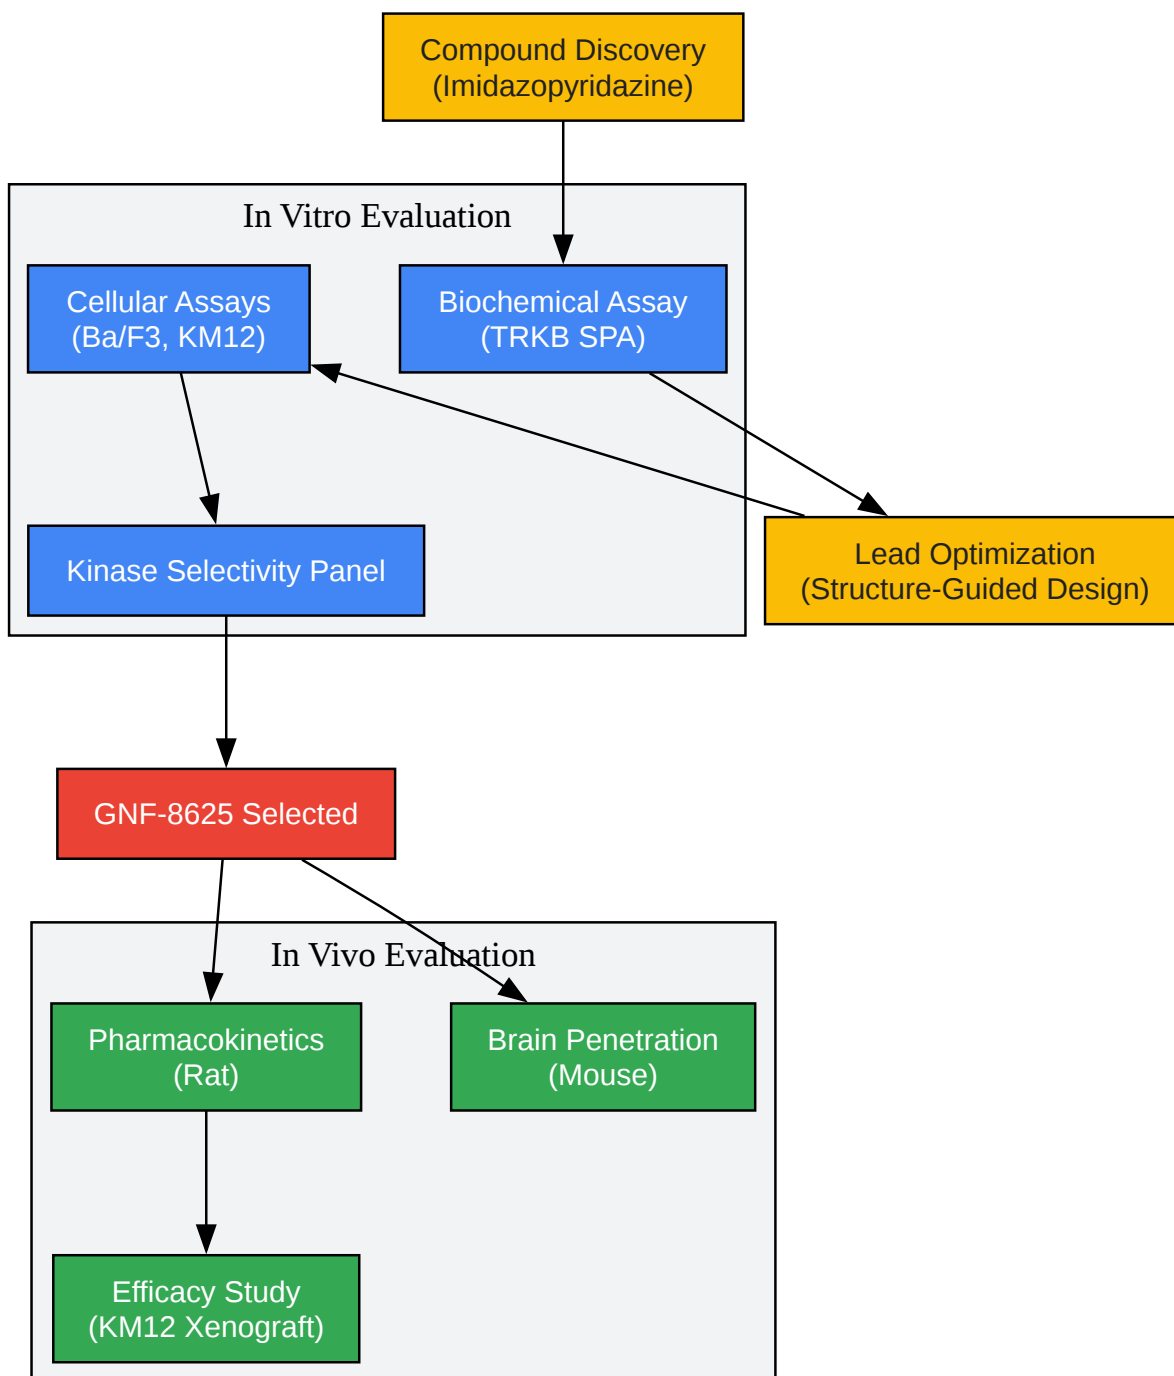 Compound Discovery
(Imidazopyridazine)
In Vitro Evaluation
Cellular Assays
(Ba/F3, KM12)
Biochemical Assay
(TRKB SPA)
Kinase Selectivity Panel
Lead Optimization
(Structure-Guided Design)
GNF-8625 Selected
In Vivo Evaluation
Pharmacokinetics
(Rat)
Brain Penetration
(Mouse)
Efficacy Study
(KM12 Xenograft)